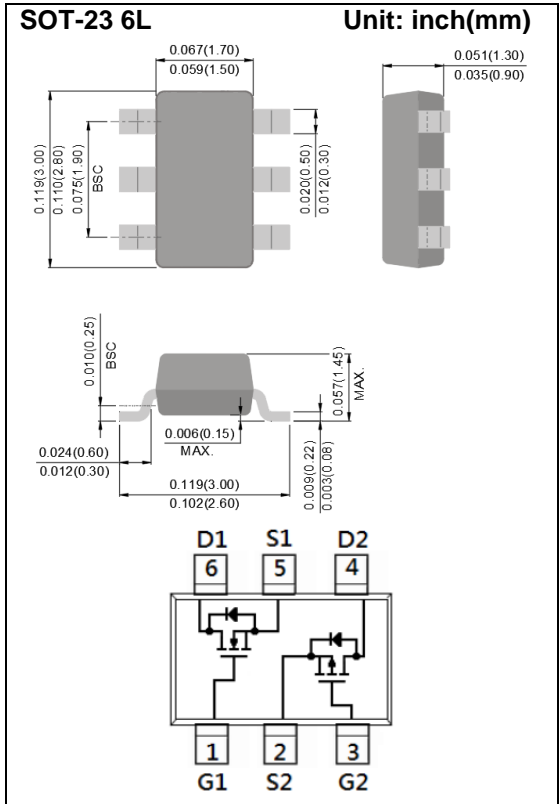 SOT-23 6L Unit: inch(mm)
0.067(1.70)
0.059(1.50)
0.051(1.30)
0.035(0.90)
0.119(3.00)
0.110(2.80)
0.075(1.90)
BSC
0.020(0.50)
0.012(0.30)
0.010(0.25)
BSC
0.057(1.45)
MAX.
0.006(0.15)
MAX.
0.024(0.60)
0.012(0.30)
0.119(3.00)
0.102(2.60)
0.009(0.22)
0.003(0.08)
D1 S1 D2
6 5 4
1 2 3
G1 S2 G2